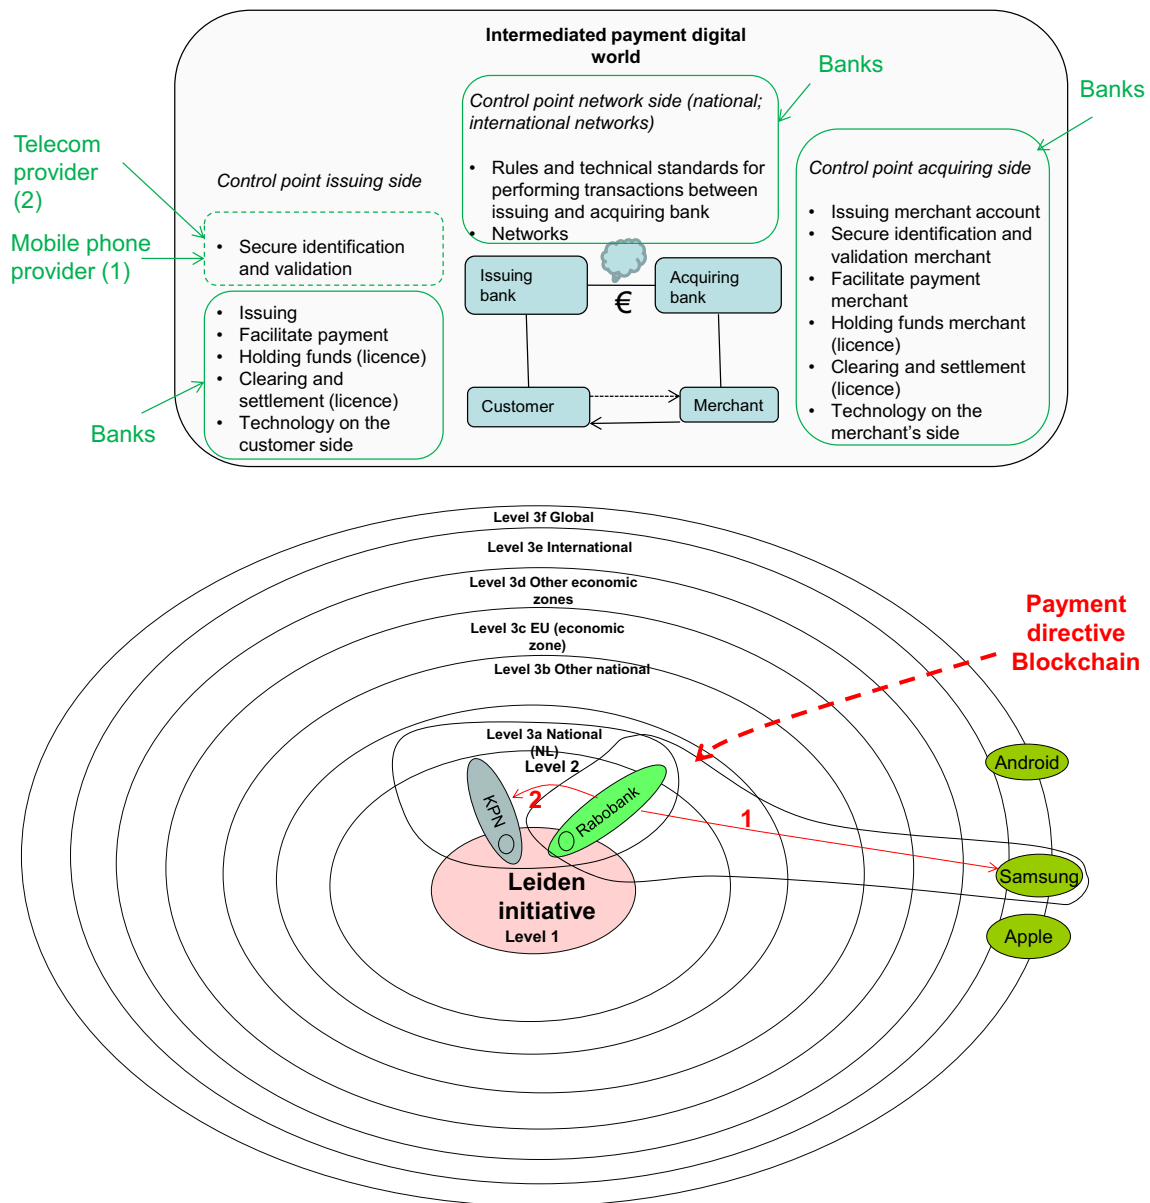 Intermediated payment digital
world
Banks
Banks
Control point network side (national;
international networks)
• Rules and technical standards for
performing transactions between
issuing and acquiring bank
• Networks
Telecom
provider
(2)
Mobile phone
provider (1)
Control point issuing side
• Secure identification
and validation
• Issuing
• Facilitate payment
• Holding funds (licence)
• Clearing and
settlement (licence)
• Technology on the
customer side
Banks
Issuing
bank
€
Acquiring
bank
Customer
Merchant
Control point acquiring side
• Issuing merchant account
• Secure identification and
validation merchant
• Facilitate payment
merchant
• Holding funds merchant
(licence)
• Clearing and settlement
(licence)
• Technology on the
merchant's side
Level 3f Global
Level 3e International
Level 3d Other economic
zones
Level 3c EU (economic
zone)
Level 3b Other national
Level 3a National
(NL)
Level 2
Payment
directive
Blockchain
KPN
2
Rabobank
1
Android
Samsung
Apple
Leiden
initiative
Level 1